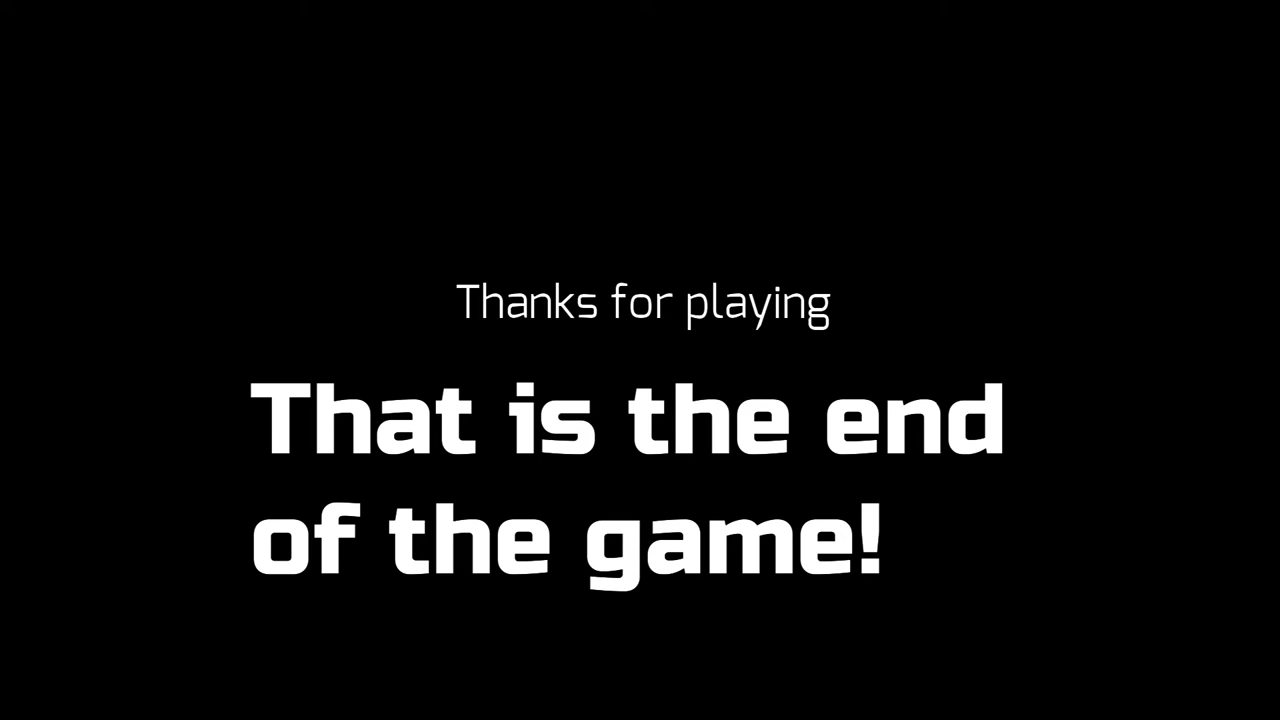 Thanks for playing
That is the end
of the game!